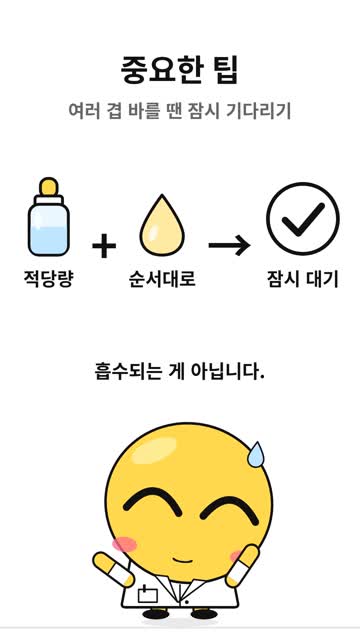 중요한 팁
여러 겹 바를 땐 잠시 기다리기
적당량 + 순서대로 → 잠시 대기
흡수되는 게 아닙니다.